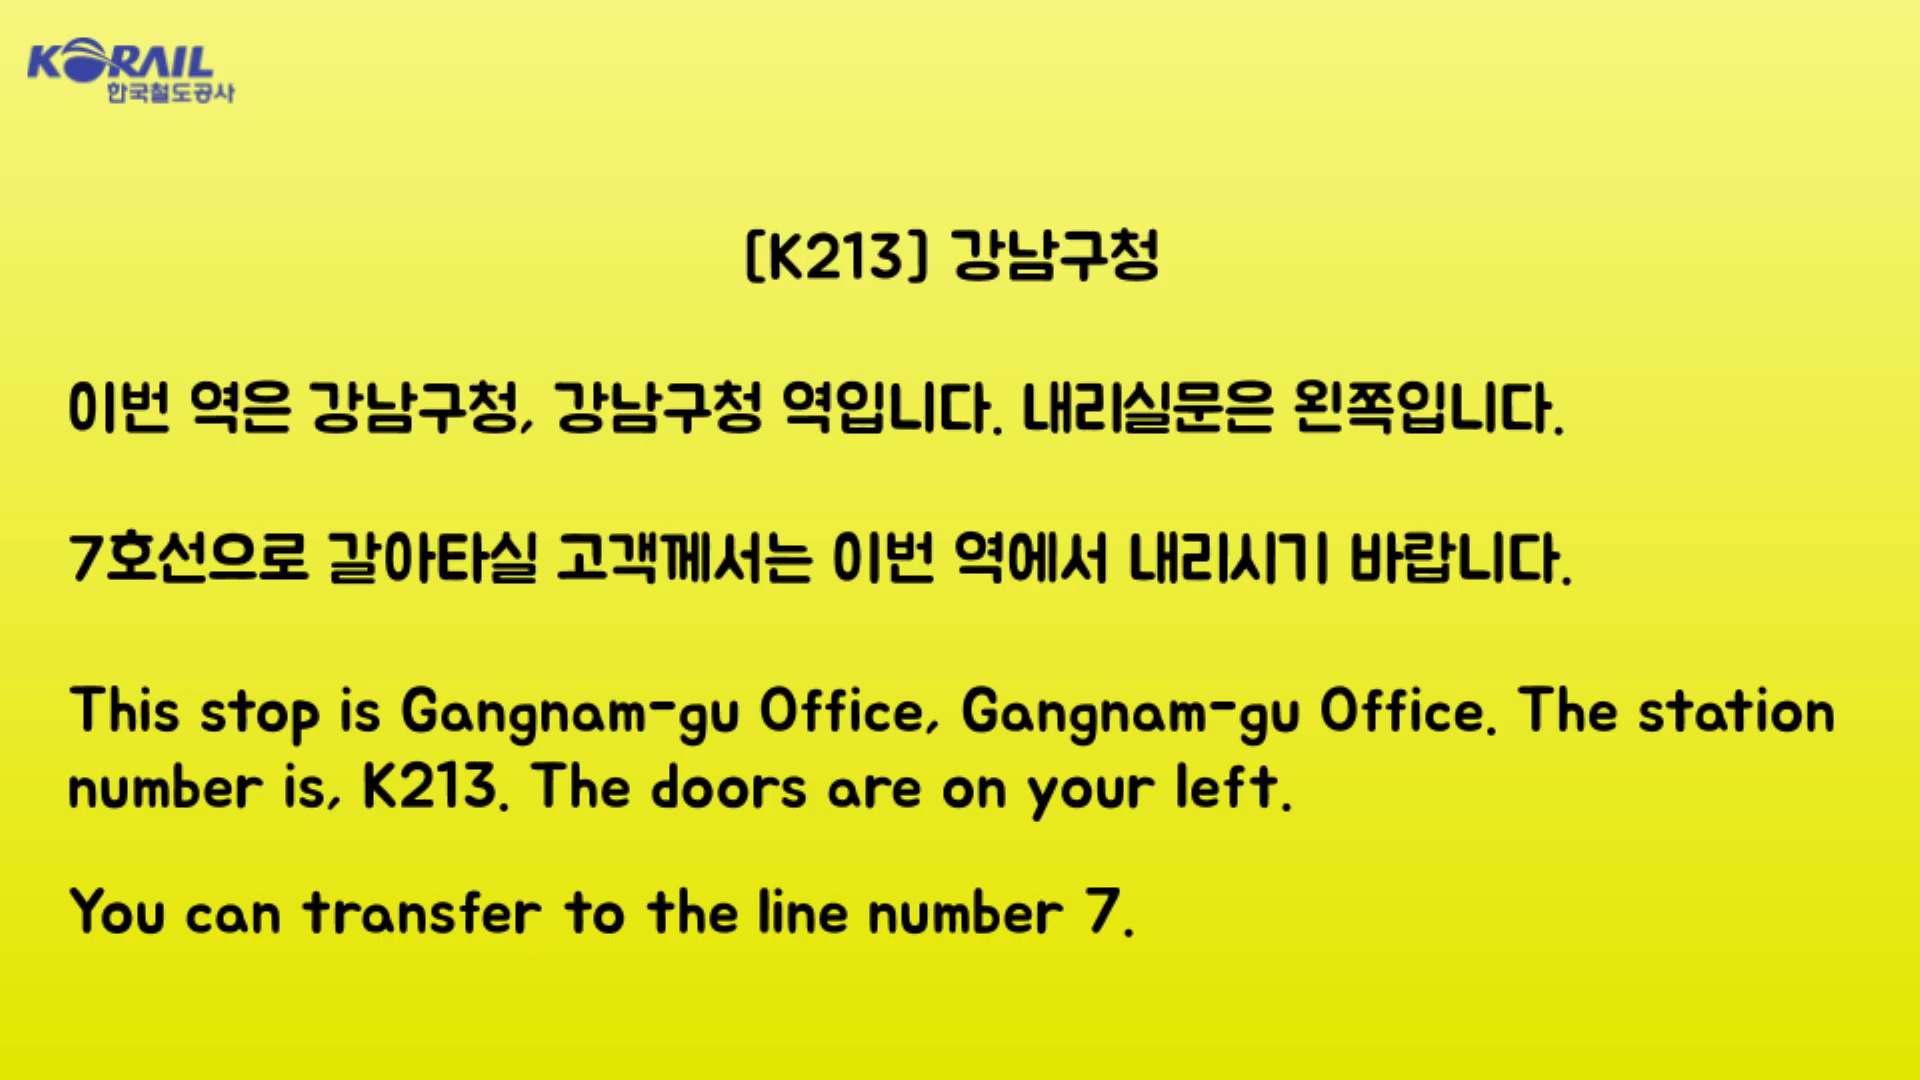 KORAIL
한국철도공사
[K213] 강남구청
이번 역은 강남구청, 강남구청 역입니다. 내리실문은 왼쪽입니다.
7호선으로 갈아타실 고객께서는 이번 역에서 내리시기 바랍니다.
This stop is Gangnam-gu Office, Gangnam-gu Office. The station
number is, K213. The doors are on your left.
You can transfer to the line number 7.